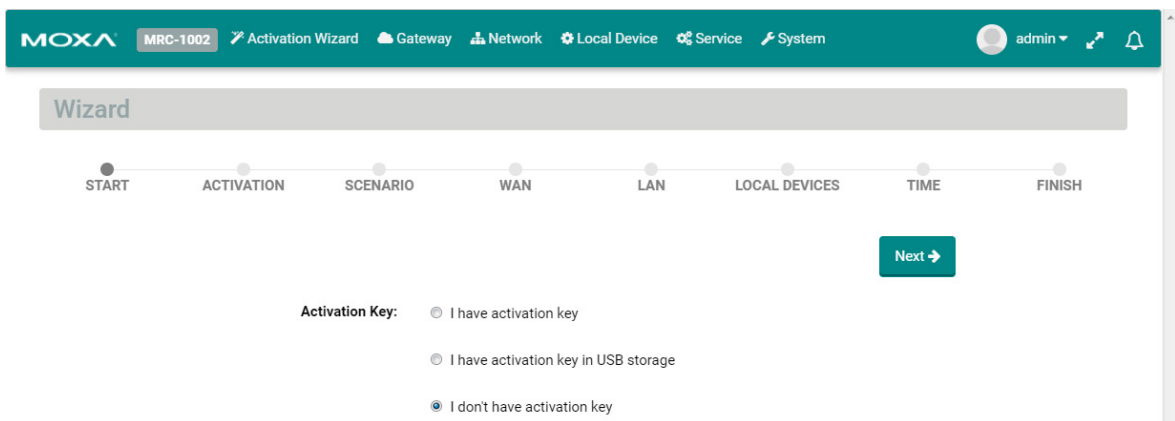 MOXA MRC-1002 Activation Wizard Gateway Network Local Device Service System admin
Wizard
START ACTIVATION SCENARIO WAN LAN LOCAL DEVICES TIME FINISH
Next
Activation Key: I have activation key
I have activation key in USB storage
I don't have activation key